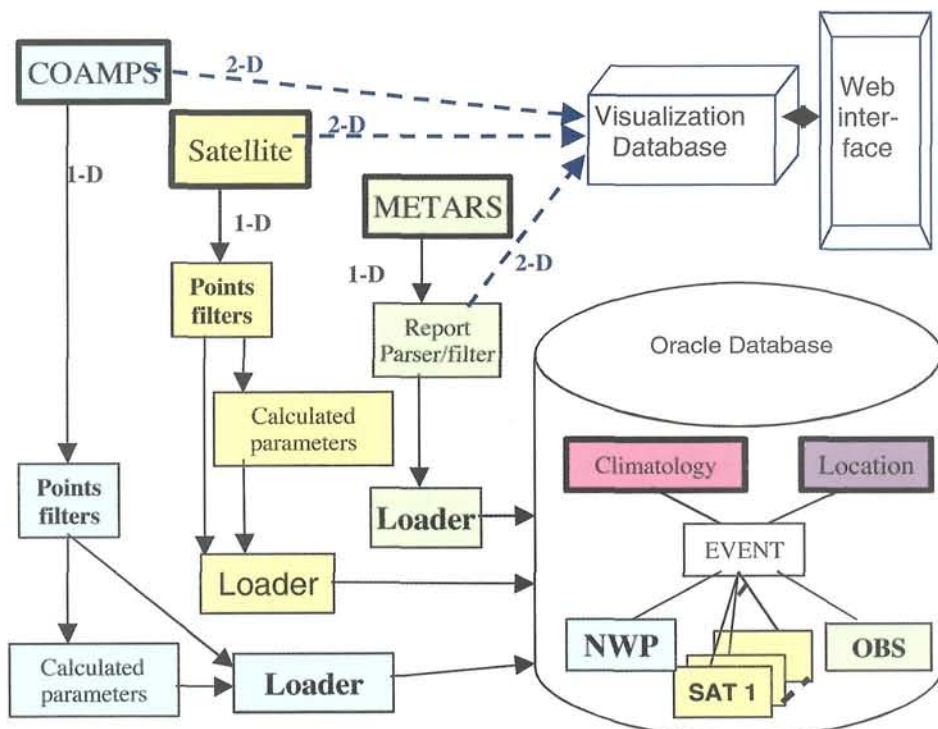 COAMPS
2-D
2-D
Satellite
1-D
METARS
1-D
1-D
2-D
Visualization
Database
Web
inter-
face
Points
filters
Report
Parser/filter
Oracle Database
Calculated
parameters
Climatology
Location
Points
filters
Loader
EVENT
Loader
NWP
OBS
SAT 1
Calculated
parameters
Loader